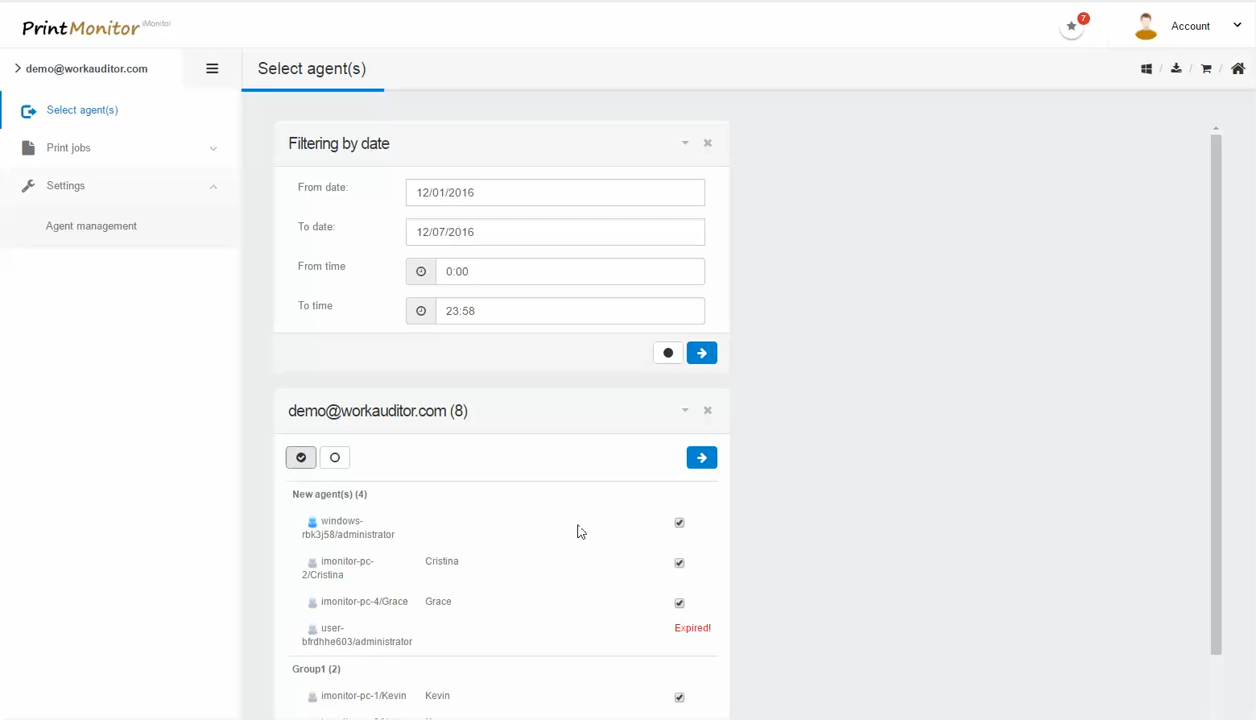 PrintMonitor iMonitor
7
Account
demo@workauditor.com
Select agent(s)
/ / /
Select agent(s)
Print jobs
Settings
Agent management
Filtering by date
From date:
12/01/2016
To date:
12/07/2016
From time
0:00
To time
23:58
demo@workauditor.com (8)
New agent(s) (4)
windows-
rbk3j58/administrator
imonitor-pc-
2/Cristina
Cristina
imonitor-pc-4/Grace
Grace
user-
bfrdhhe603/administrator
Expired!
Group1 (2)
imonitor-pc-1/Kevin
Kevin